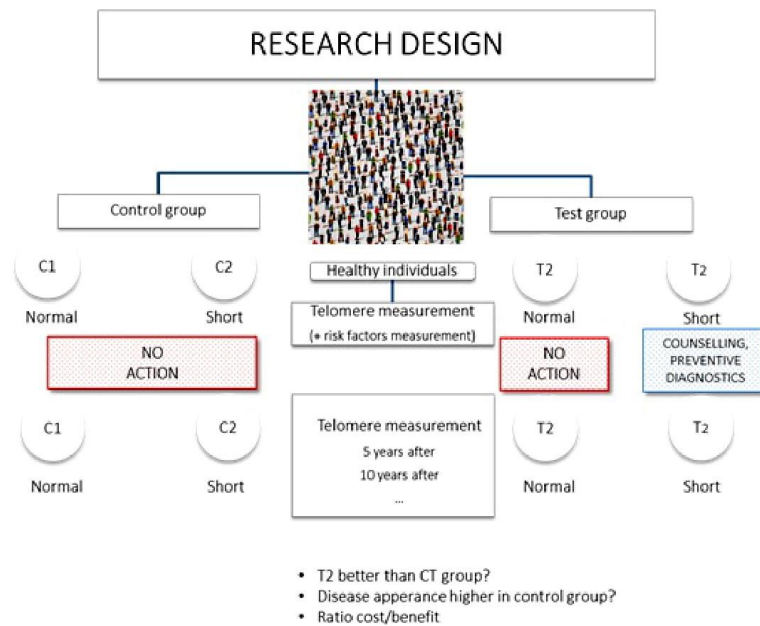 RESEARCH DESIGN
Control group
Test group
C1
C2
Healthy individuals
T2
T2
Normal
Short
Telomere measurement
(+ risk factors measurement)
Normal
Short
NO
ACTION
NO
ACTION
COUNSELLING,
PREVENTIVE
DIAGNOSTICS
C1
C2
Telomere measurement
5 years after
10 years after
...
T2
T2
Normal
Short
Normal
Short
• T2 better than CT group?
• Disease apperance higher in control group?
• Ratio cost/benefit